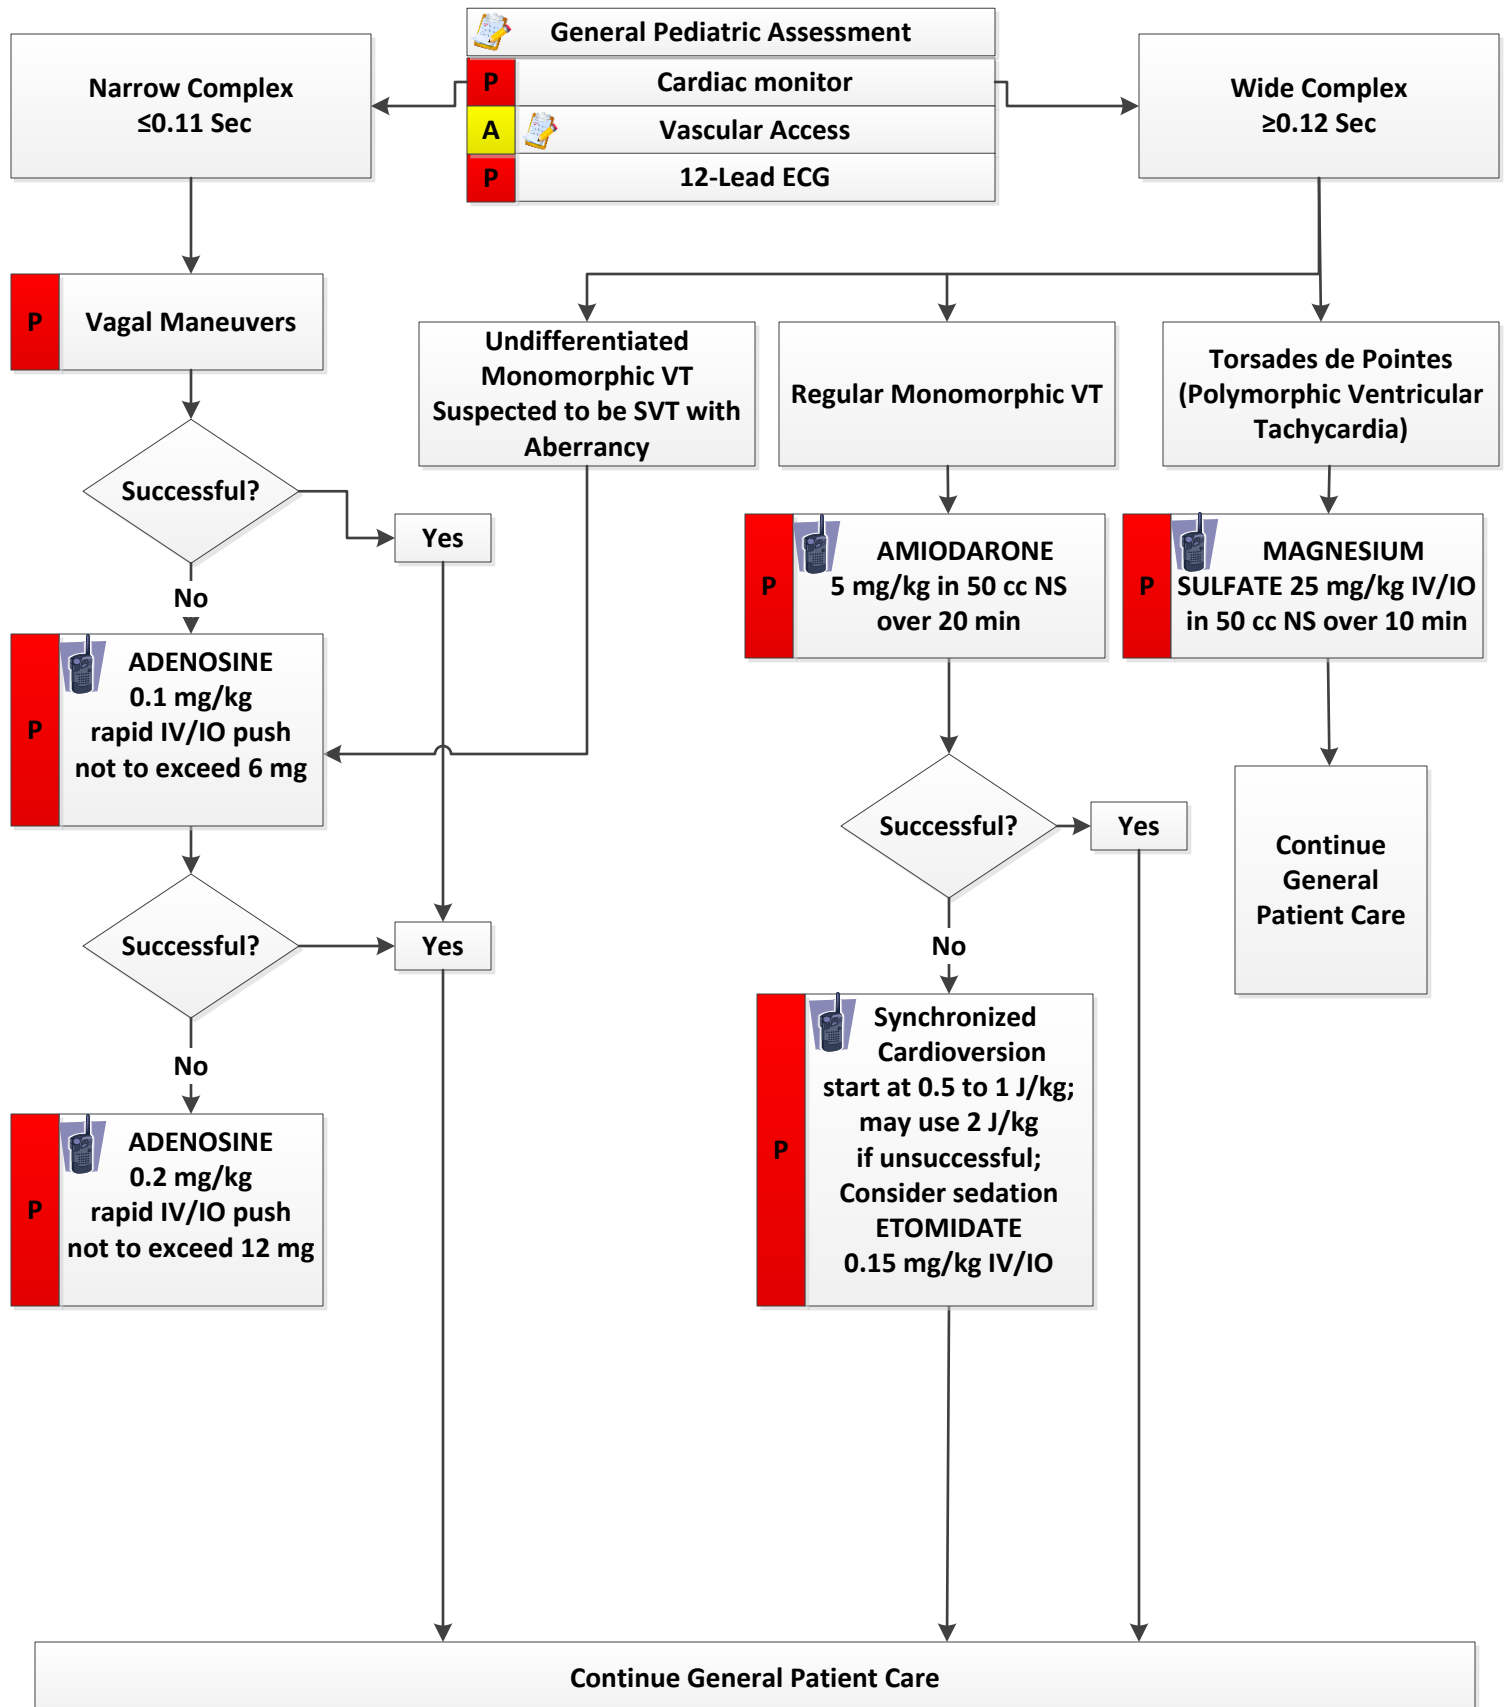 General Pediatric Assessment
P
Cardiac monitor
A
Vascular Access
P
12-Lead ECG
Narrow Complex
≤0.11 Sec
Wide Complex
≥0.12 Sec
P
Vagal Maneuvers
Successful?
Yes
No
P
ADENOSINE
0.1 mg/kg
rapid IV/IO push
not to exceed 6 mg
Successful?
Yes
No
P
ADENOSINE
0.2 mg/kg
rapid IV/IO push
not to exceed 12 mg
Undifferentiated
Monomorphic VT
Suspected to be SVT with
Aberrancy
Regular Monomorphic VT
P
AMIODARONE
5 mg/kg in 50 cc NS
over 20 min
Successful?
Yes
No
P
Synchronized
Cardioversion
start at 0.5 to 1 J/kg;
may use 2 J/kg
if unsuccessful;
Consider sedation
ETOMIDATE
0.15 mg/kg IV/IO
Torsades de Pointes
(Polymorphic Ventricular
Tachycardia)
P
MAGNESIUM
SULFATE 25 mg/kg IV/IO
in 50 cc NS over 10 min
Continue
General
Patient Care
Continue General Patient Care